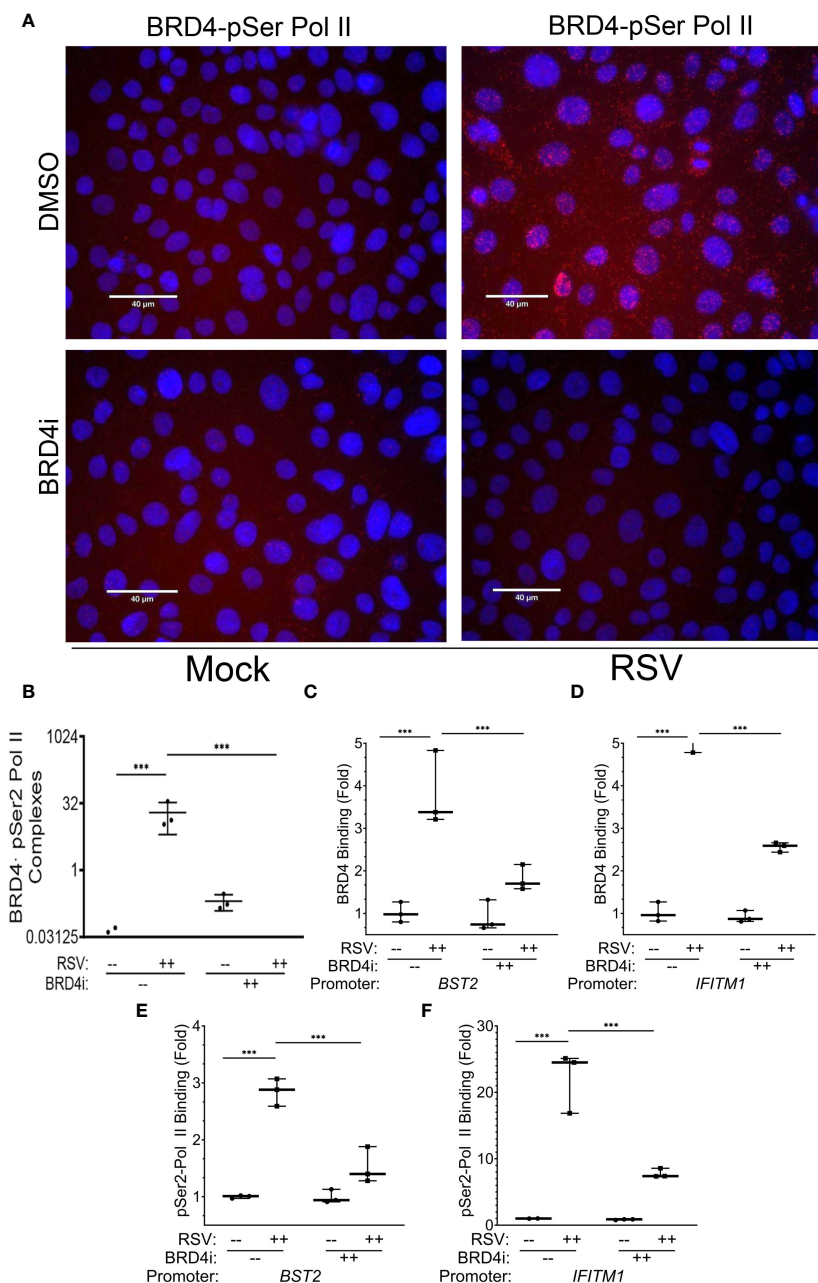 A
BRD4-pSer Pol II
BRD4-pSer Pol II
DMSO
40 µm
40 µm
BRD4i
40 µm
40 µm
Mock
RSV
B
BRD4· pSer2 Pol II
Complexes
1024
32
1
0.03125
***
***
RSV: -- ++ -- ++
BRD4i: -- ++
C
BRD4 Binding (Fold)
5
4
3
2
1
***
***
RSV: -- ++ -- ++
BRD4i: -- ++
Promoter: BST2
D
BRD4 Binding (Fold)
5
4
3
2
1
***
***
RSV: -- ++ -- ++
BRD4i: -- ++
Promoter: IFITM1
E
pSer2-Pol II Binding (Fold)
4
3
2
1
***
***
RSV: -- ++ -- ++
BRD4i: -- ++
Promoter: BST2
F
pSer2-Pol II Binding (Fold)
30
20
10
0
***
***
RSV: -- ++ -- ++
BRD4i: -- ++
Promoter: IFITM1